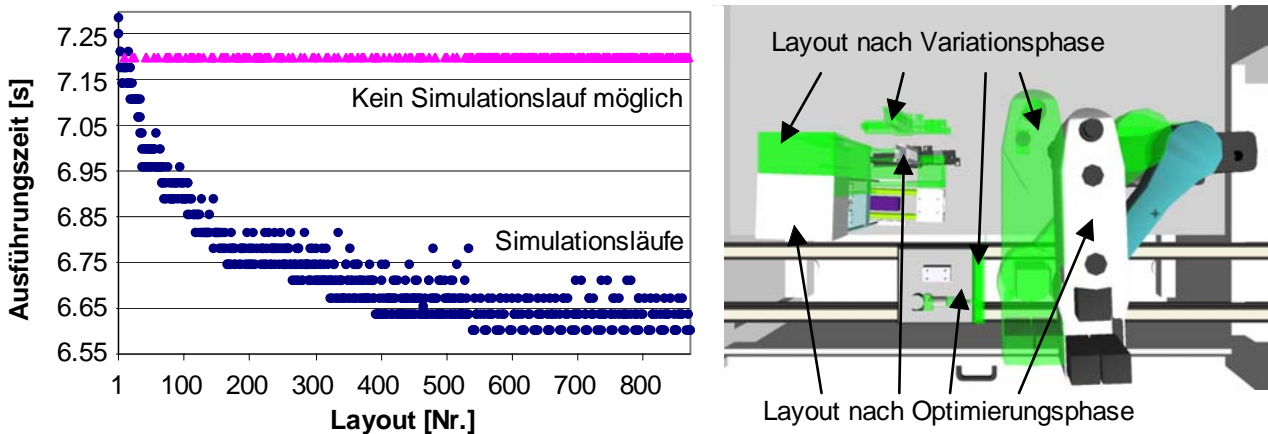 7.25
7.15
7.05
6.95
6.85
6.75
6.65
6.55
Ausführungszeit [s]
Kein Simulationslauf möglich
Simulationsläufe
1 100 200 300 400 500 600 700 800
Layout [Nr.]
Layout nach Variationsphase
Layout nach Optimierungsphase